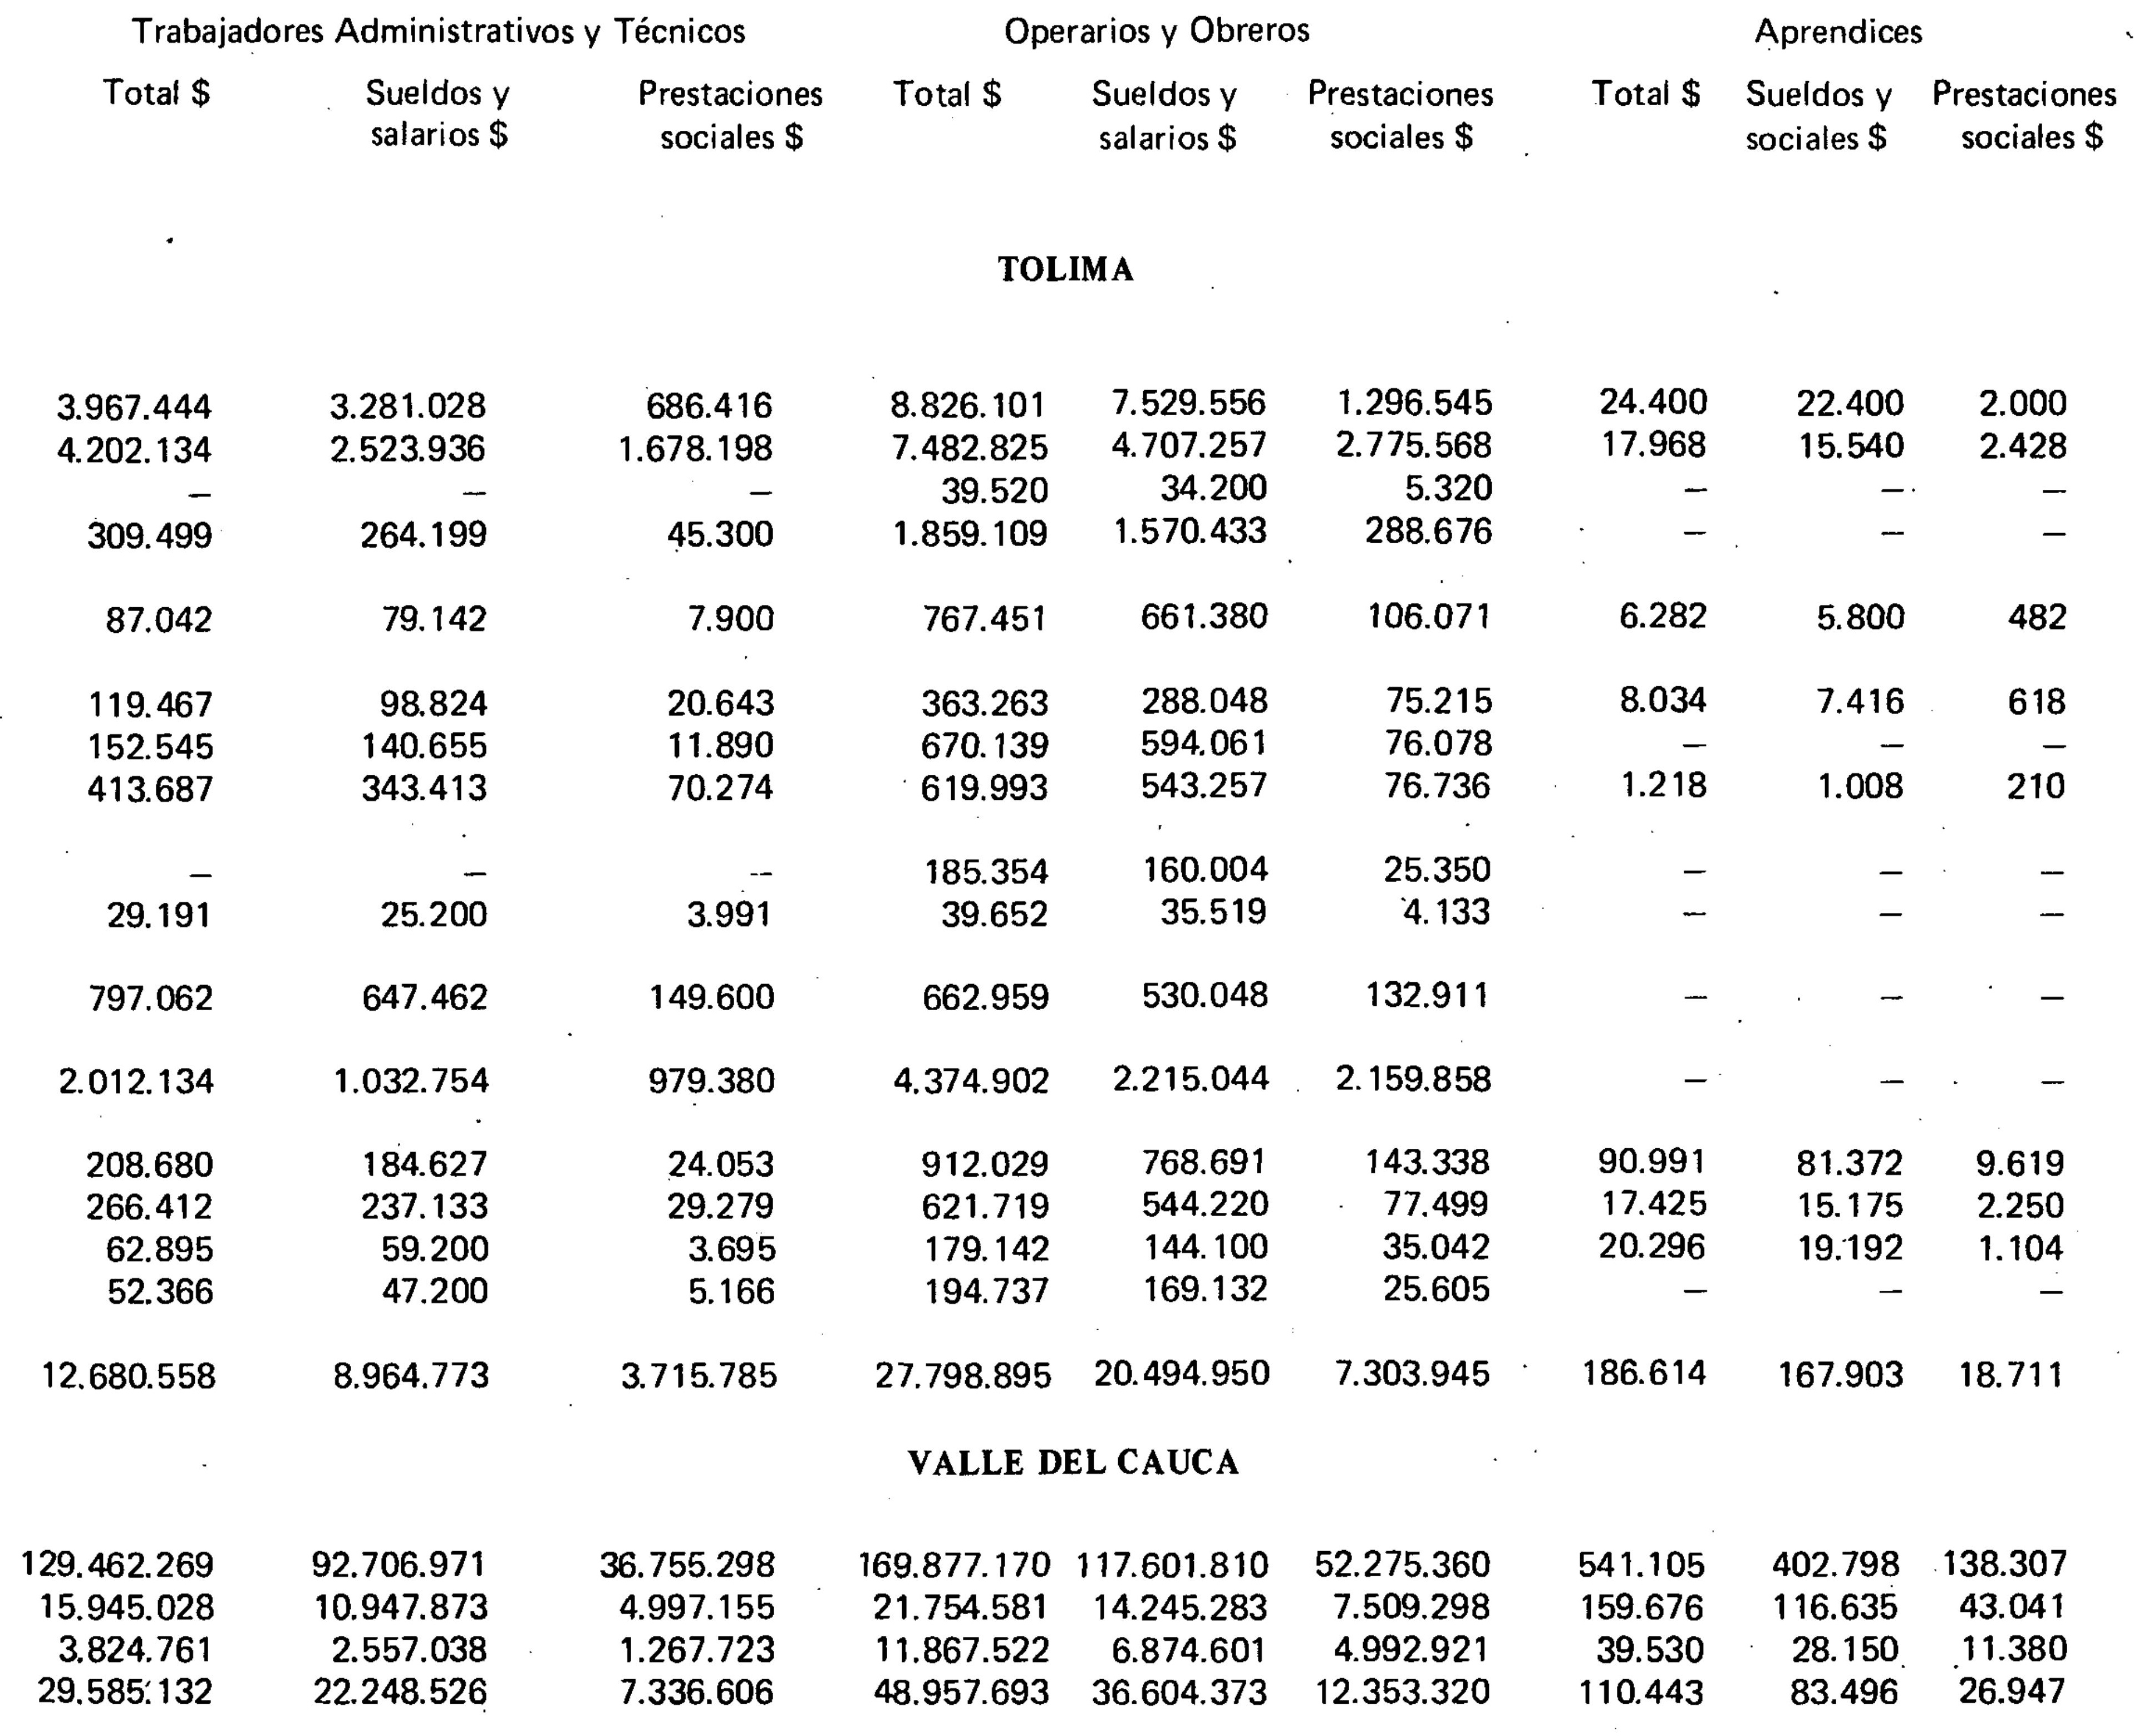 Trabajadores Administrativos y Técnicos Operarios y Obreros Aprendices
Total $ Sueldos y Prestaciones Total $ Sueldos y Prestaciones Total $ Sueldos y Prestaciones
salarios $ sociales $ salarios $ sociales $ sociales $ sociales $
TOLIMA
3.967.444 3.281.028 686.416 8.826.101 7.529.556 1.296.545 24.400 22.400 2.000
4.202.134 2.523.936 1.678.198 7.482.825 4.707.257 2.775.568 17.968 15.540 2.428
— — — 39.520 34.200 5.320 — — —
309.499 264.199 45.300 1.859.109 1.570.433 288.676 — — —
87.042 79.142 7.900 767.451 661.380 106.071 6.282 5.800 482
119.467 98.824 20.643 363.263 288.048 75.215 8.034 7.416 618
152.545 140.655 11.890 670.139 594.061 76.078 — — —
413.687 343.413 70.274 619.993 543.257 76.736 1.218 1.008 210
— — -- 185.354 160.004 25.350 — — —
29.191 25.200 3.991 39.652 35.519 4.133 — — —
797.062 647.462 149.600 662.959 530.048 132.911 — — —
2.012.134 1.032.754 979.380 4.374.902 2.215.044 2.159.858 — — —
208.680 184.627 24.053 912.029 768.691 143.338 90.991 81.372 9.619
266.412 237.133 29.279 621.719 544.220 77.499 17.425 15.175 2.250
62.895 59.200 3.695 179.142 144.100 35.042 20.296 19.192 1.104
52.366 47.200 5.166 194.737 169.132 25.605 — — —
12.680.558 8.964.773 3.715.785 27.798.895 20.494.950 7.303.945 186.614 167.903 18.711
VALLE DEL CAUCA
129.462.269 92.706.971 36.755.298 169.877.170 117.601.810 52.275.360 541.105 402.798 138.307
15.945.028 10.947.873 4.997.155 21.754.581 14.245.283 7.509.298 159.676 116.635 43.041
3.824.761 2.557.038 1.267.723 11.867.522 6.874.601 4.992.921 39.530 28.150 11.380
29.585.132 22.248.526 7.336.606 48.957.693 36.604.373 12.353.320 110.443 83.496 26.947